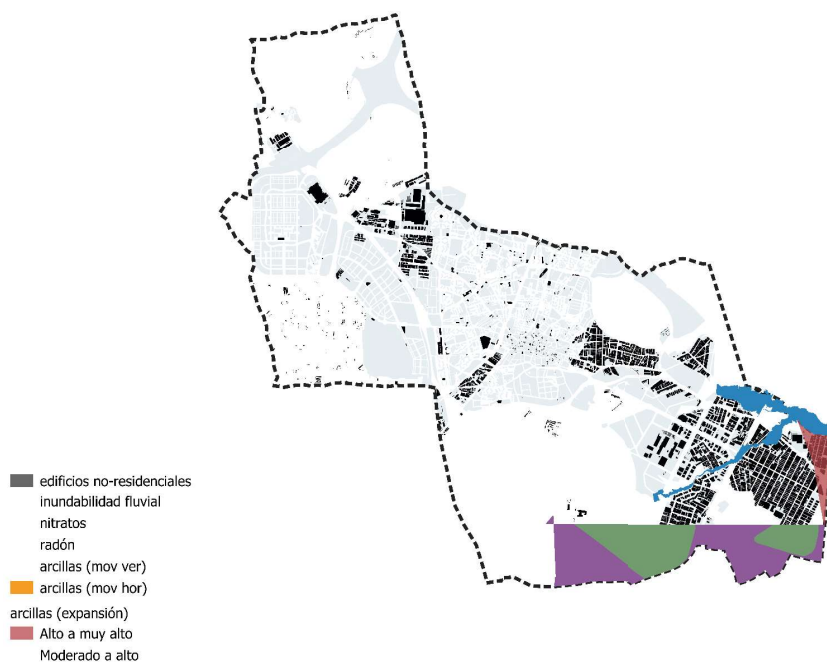 edificios no-residenciales
inundabilidad fluvial
nitratos
radón
arcillas (mov ver)
arcillas (mov hor)
arcillas (expansión)
Alto a muy alto
Moderado a alto